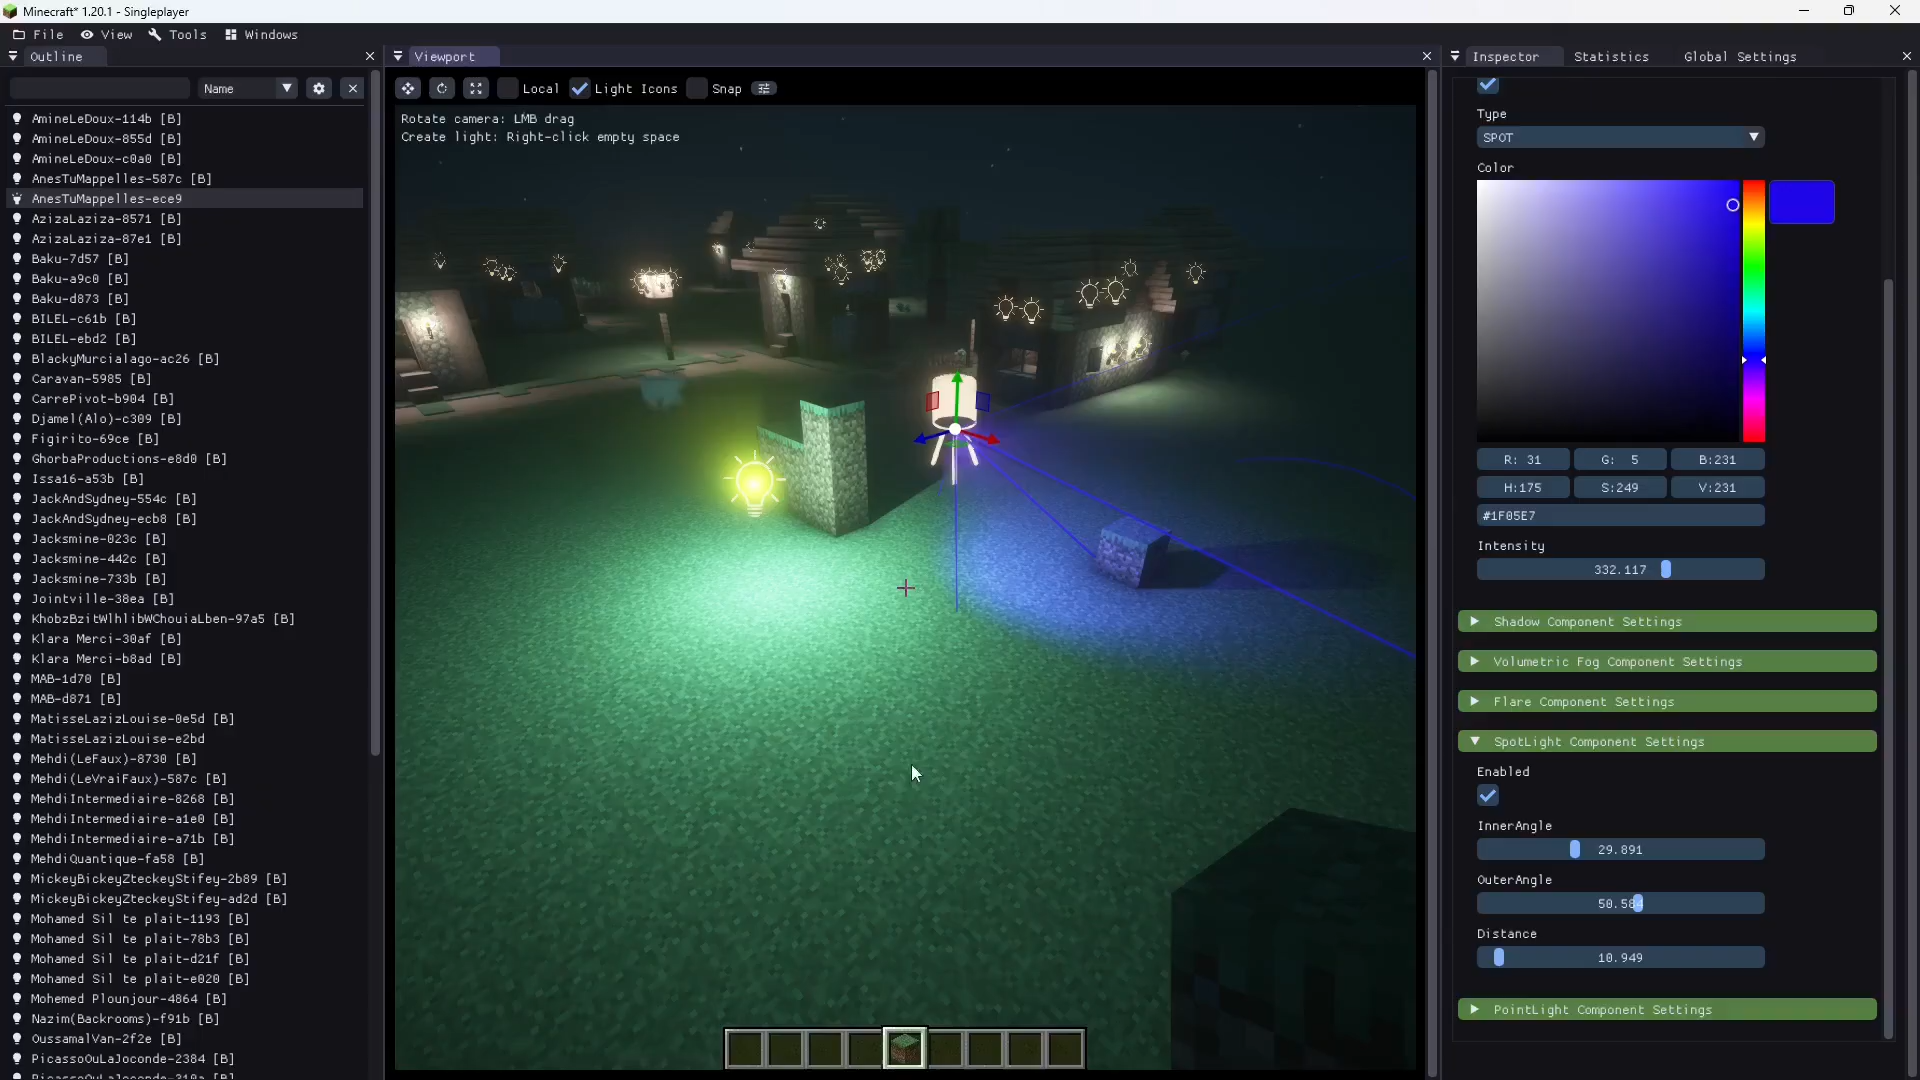 Minecraft* 1.20.1 - Singleplayer
File View Tools Windows
Outline
Name
AmineLeDoux-114b [B]
AmineLeDoux-855d [B]
AmineLeDoux-c0a0 [B]
AnesTuMappelles-587c [B]
AnesTuMappelles-ece9
AzizaLaziza-8571 [B]
AzizaLaziza-87e1 [B]
Baku-7d57 [B]
Baku-a9c0 [B]
Baku-d873 [B]
BILEL-c61b [B]
BILEL-ebd2 [B]
BlackyMurcialago-ac26 [B]
Caravan-5985 [B]
CarrePivot-b904 [B]
Djamel(Alo)-c309 [B]
Figirito-69ce [B]
GhorbaProductions-e8d0 [B]
Issa16-a53b [B]
JackAndSydney-554c [B]
JackAndSydney-ecb8 [B]
Jacksmine-023c [B]
Jacksmine-442c [B]
Jacksmine-733b [B]
Jointville-38ea [B]
KhobzBzitWlhlibWChouiaLben-97a5 [B]
Klara Merci-30af [B]
Klara Merci-b8ad [B]
MAB-1d70 [B]
MAB-d871 [B]
MatisseLazizLouise-0e5d [B]
MatisseLazizLouise-e2bd
Mehdi(LeFaux)-8730 [B]
Mehdi(LeVraiFaux)-587c [B]
MehdiIntermediaire-8268 [B]
MehdiIntermediaire-a1e0 [B]
MehdiIntermediaire-a71b [B]
MehdiQuantique-fa58 [B]
MickeyBickeyZteckeyStifey-2b89 [B]
MickeyBickeyZteckeyStifey-ad2d [B]
Mohamed Sil te plait-1193 [B]
Mohamed Sil te plait-78b3 [B]
Mohamed Sil te plait-d21f [B]
Mohamed Sil te plait-e020 [B]
Mohemed Plounjour-4864 [B]
Nazim(Backrooms)-f91b [B]
OussamalVan-2f2e [B]
PicassoOuLaJoconde-2384 [B]
Viewport
Local Light Icons Snap
Rotate camera: LMB drag
Create light: Right-click empty space
Inspector Statistics Global Settings
Type
SPOT
Color
R: 31 G: 5 B:231
H:175 S:249 V:231
#1F05E7
Intensity
332.117
Shadow Component Settings
Volumetric Fog Component Settings
Flare Component Settings
SpotLight Component Settings
Enabled
InnerAngle
29.891
OuterAngle
50.584
Distance
10.949
PointLight Component Settings